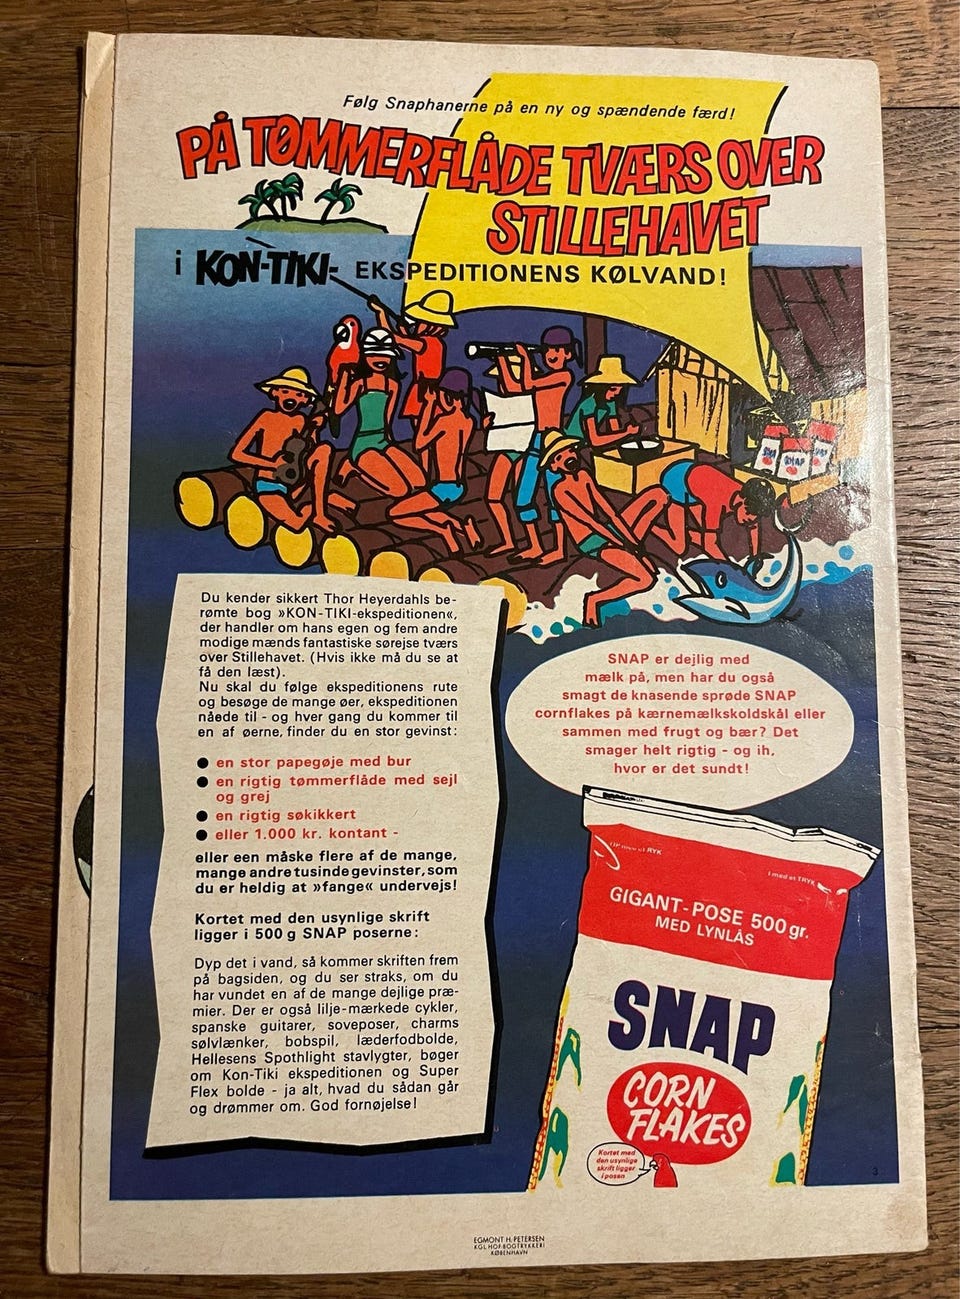 Følg Snaphanerne på en ny og spændende færd!
PÅ TØMMERFLÅDE TVÆRS OVER
STILLEHAVET
i KON-TIKI- EKSPEDITIONENS KØLVAND!
SNAP
SNAP
Du kender sikkert Thor Heyerdahls be-
rømte bog »KON-TIKI-ekspeditionen«,
der handler om hans egen og fem andre
modige mænds fantastiske sørejse tværs
over Stillehavet. (Hvis ikke må du se at
få den læst).
Nu skal du følge ekspeditionens rute
og besøge de mange øer, ekspeditionen
nåede til - og hver gang du kommer til
en af øerne, finder du en stor gevinst:
● en stor papegøje med bur
● en rigtig tømmerflåde med sejl
og grej
● en rigtig søkikkert
● eller 1.000 kr. kontant -
eller een måske flere af de mange,
mange andre tusinde gevinster, som
du er heldig at »fange« undervejs!
Kortet med den usynlige skrift
ligger i 500 g SNAP poserne:
Dyp det i vand, så kommer skriften frem
på bagsiden, og du ser straks, om du
har vundet en af de mange dejlige præ-
mier. Der er også lilje-mærkede cykler,
spanske guitarer, soveposer, charms
sølvlænker, bobspil, læderfodbolde,
Hellesens Spotlight stavlygter, bøger
om Kon-Tiki ekspeditionen og Super
Flex bolde - ja alt, hvad du sådan går
og drømmer om. God fornøjelse!
SNAP er dejlig med
mælk på, men har du også
smagt de knasende sprøde SNAP
cornflakes på kærnemælkskoldskål eller
sammen med frugt og bær? Det
smager helt rigtig - og ih,
hvor er det sundt!
GIGANT-POSE 500 gr.
MED LYNLÅS
SNAP
CORN
FLAKES
Kortet med
den usynlige
skrift ligger
i posen
3
EGMONT H. PETERSEN
KGL. HOF-BOGTRYKKERI
KØBENHAVN